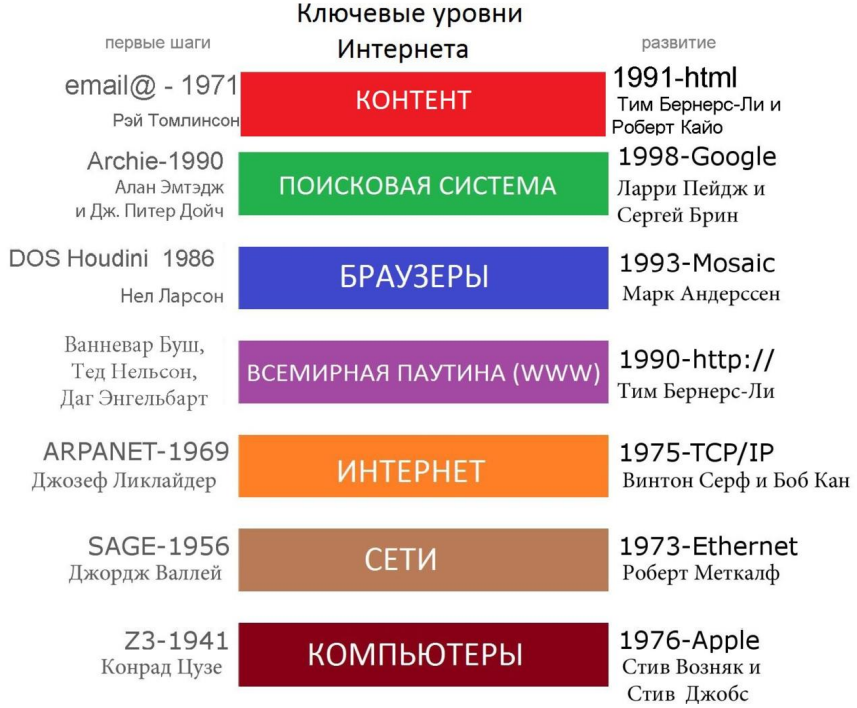 Ключевые уровни
Интернета
первые шаги
развитие
email@ - 1971
Рэй Томлинсон
КОНТЕНТ
1991-html
Тим Бернерс-Ли и
Роберт Кайо
Archie-1990
Алан Эмтэдж
и Дж. Питер Дойч
ПОИСКОВАЯ СИСТЕМА
1998-Google
Ларри Пейдж и
Сергей Брин
DOS Houdini 1986
Нел Ларсон
БРАУЗЕРЫ
1993-Mosaic
Марк Андерссен
Ванневар Буш,
Тед Нельсон,
Даг Энгельбарт
ВСЕМИРНАЯ ПАУТИНА (WWW)
1990-http://
Тим Бернерс-Ли
ARPANET-1969
Джозеф Ликлайдер
ИНТЕРНЕТ
1975-TCP/IP
Винтон Серф и Боб Кан
SAGE-1956
Джордж Валлей
СЕТИ
1973-Ethernet
Роберт Меткалф
Z3-1941
Конрад Цузе
КОМПЬЮТЕРЫ
1976-Apple
Стив Возняк и
Стив Джобс